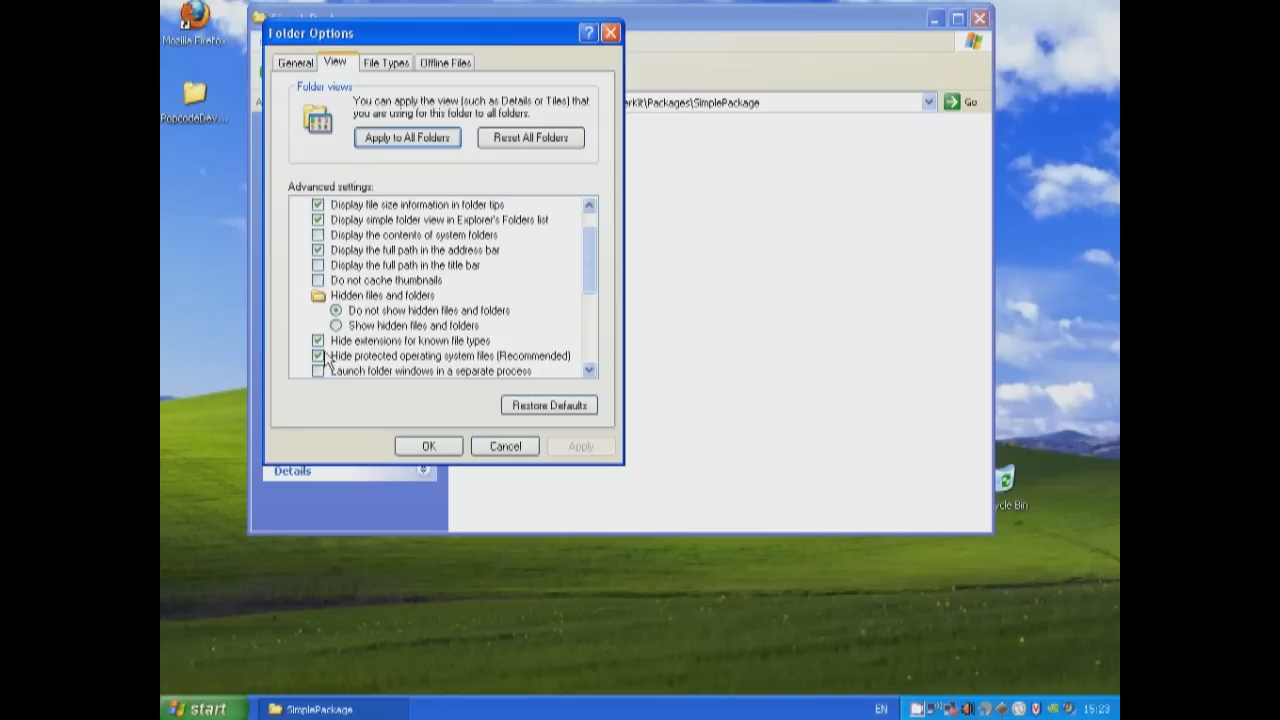 Mozilla Firefox
PopcodeDev...
Folder Options
General
View
File Types
Offline Files
Folder views
You can apply the view (such as Details or Tiles) that
you are using for this folder to all folders.
Apply to All Folders
Reset All Folders
Advanced settings:
Display file size information in folder tips
Display simple folder view in Explorer's Folders list
Display the contents of system folders
Display the full path in the address bar
Display the full path in the title bar
Do not cache thumbnails
Hidden files and folders
Do not show hidden files and folders
Show hidden files and folders
Hide extensions for known file types
Hide protected operating system files (Recommended)
Launch folder windows in a separate process
Restore Defaults
OK
Cancel
Apply
Details
erkit\Packages\SimplePackage
Go
cycle Bin
start
SimplePackage
EN
15:23